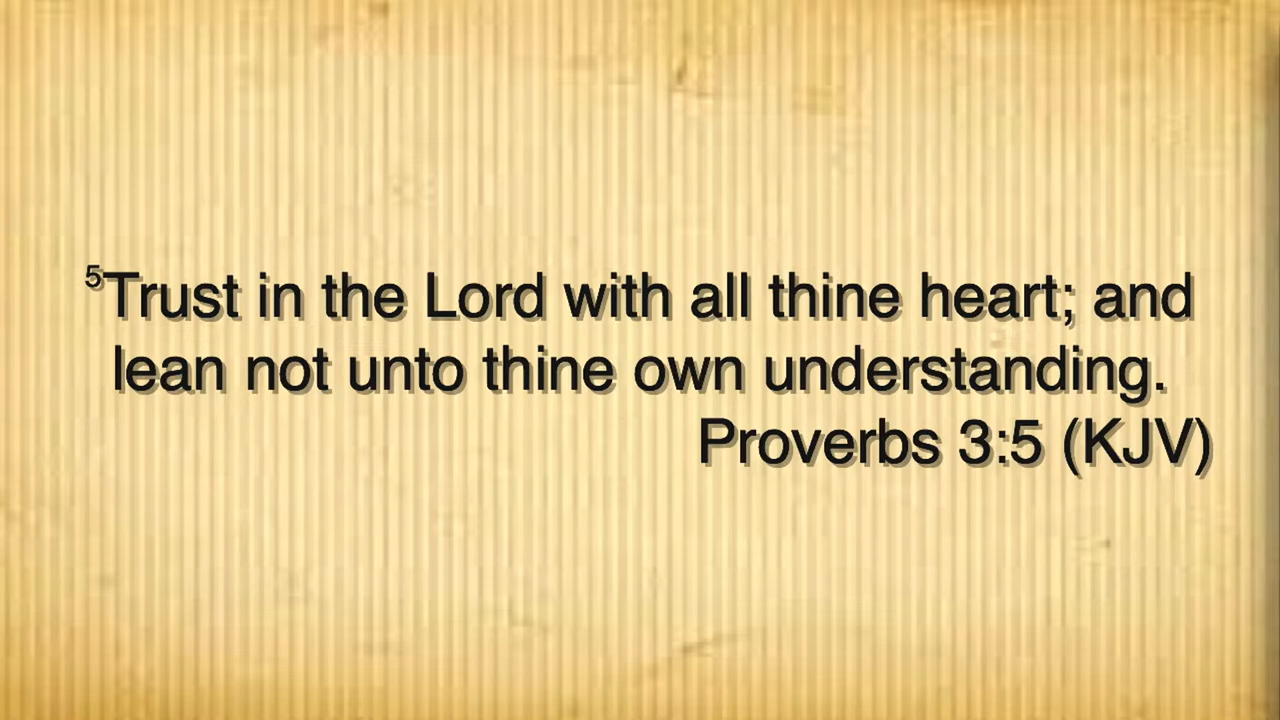 ⁵Trust in the Lord with all thine heart; and
lean not unto thine own understanding.
Proverbs 3:5 (KJV)